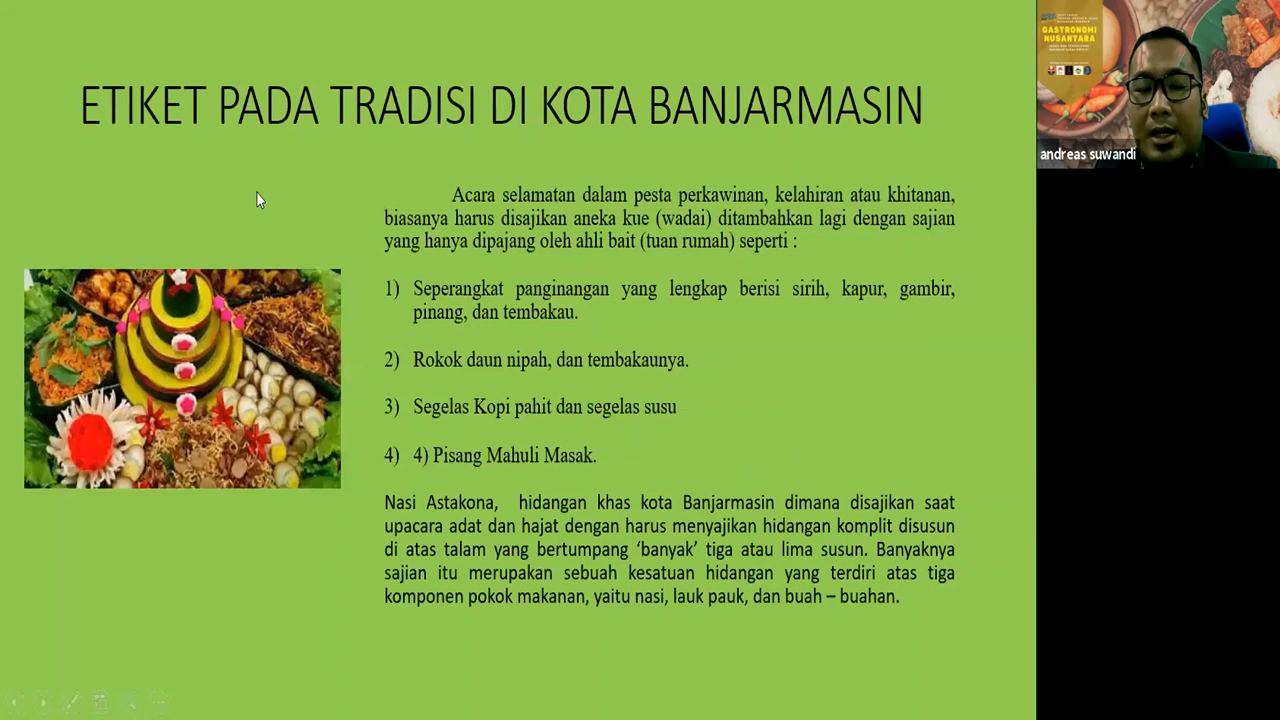 ETIKET PADA TRADISI DI KOTA BANJARMASIN
Acara selamatan dalam pesta perkawinan, kelahiran atau khitanan,
biasanya harus disajikan aneka kue (wadai) ditambahkan lagi dengan sajian
yang hanya dipajang oleh ahli bait (tuan rumah) seperti :
1) Seperangkat panginangan yang lengkap berisi sirih, kapur, gambir,
pinang, dan tembakau.
2) Rokok daun nipah, dan tembakaunya.
3) Segelas Kopi pahit dan segelas susu
4) 4) Pisang Mahuli Masak.
Nasi Astakona, hidangan khas kota Banjarmasin dimana disajikan saat
upacara adat dan hajat dengan harus menyajikan hidangan komplit disusun
di atas talam yang bertumpang ‘banyak’ tiga atau lima susun. Banyaknya
sajian itu merupakan sebuah kesatuan hidangan yang terdiri atas tiga
komponen pokok makanan, yaitu nasi, lauk pauk, dan buah – buahan.
GASTRONOMI
NUSANTARA
andreas suwandi